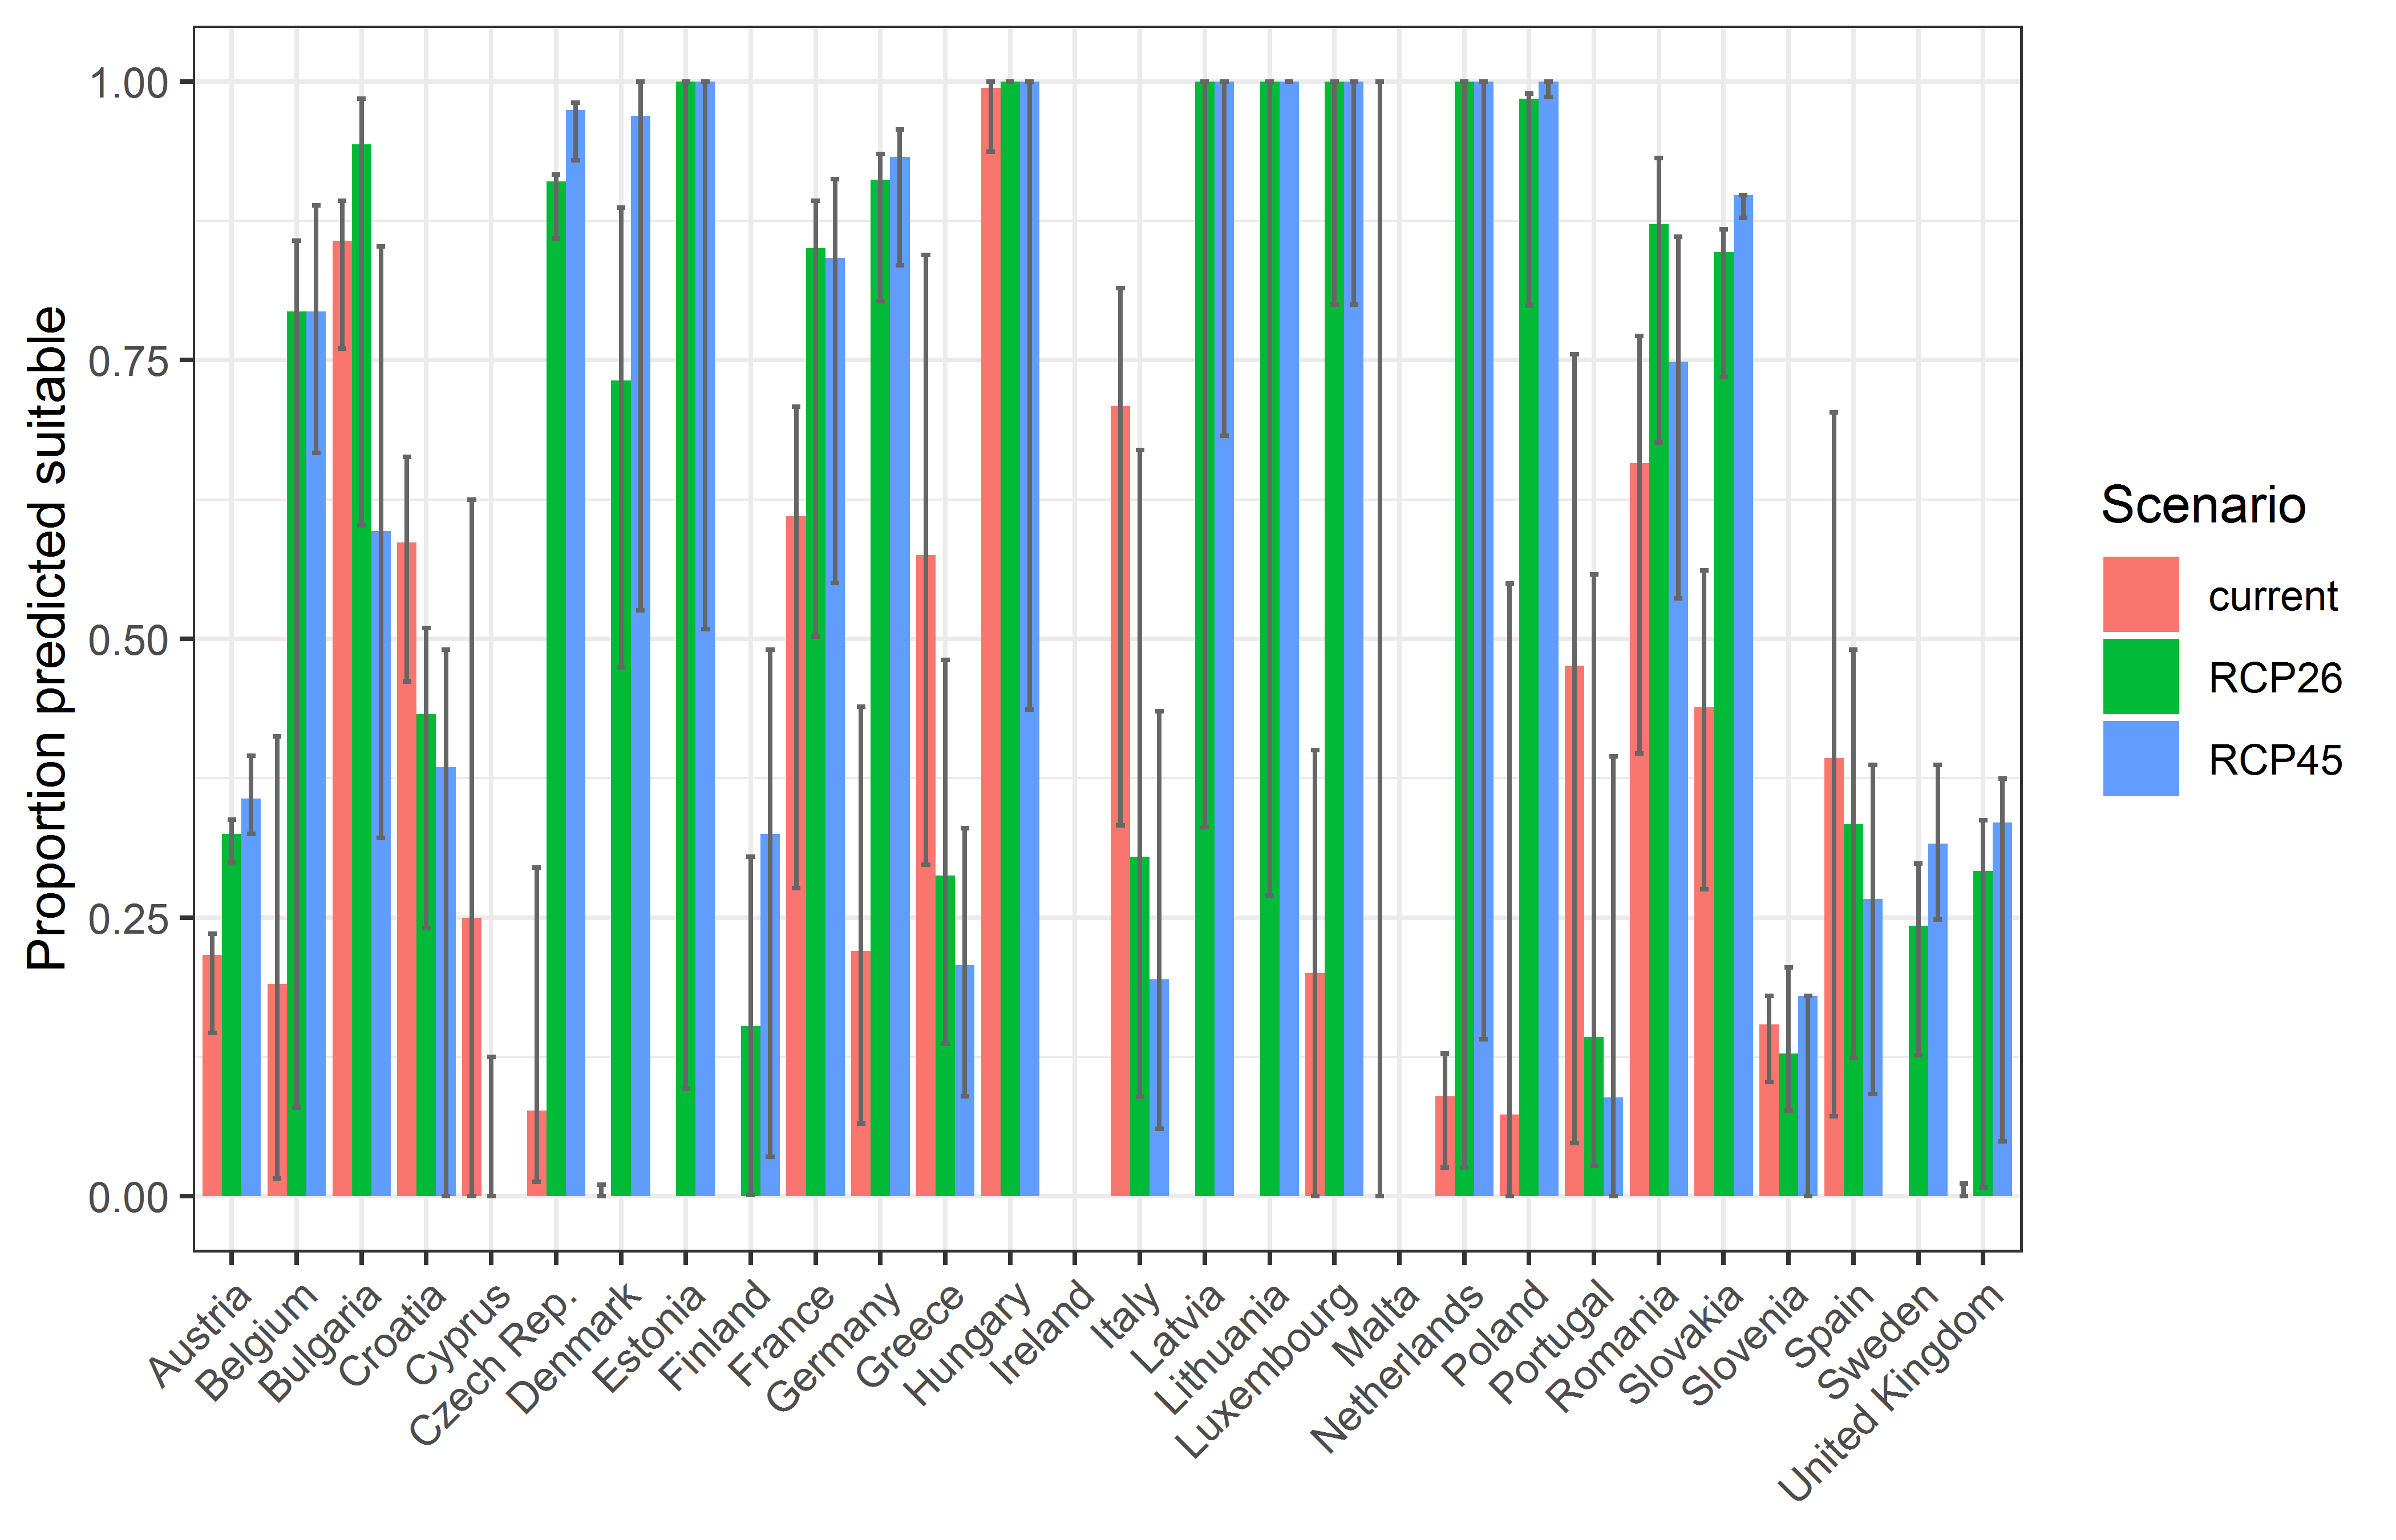 Proportion predicted suitable
1.00
0.75
0.50
0.25
0.00
Austria
Belgium
Bulgaria
Croatia
Cyprus
Czech Rep.
Denmark
Estonia
Finland
France
Germany
Greece
Hungary
Ireland
Italy
Latvia
Lithuania
Luxembourg
Malta
Netherlands
Poland
Portugal
Romania
Slovakia
Slovenia
Spain
Sweden
United Kingdom
Scenario
current
RCP26
RCP45